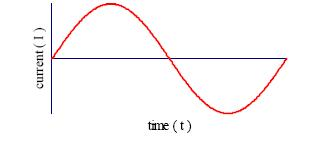 current ( I )
time ( t )